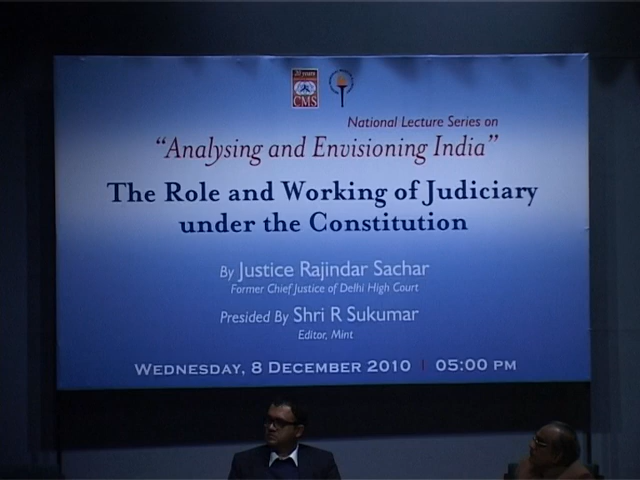 20 years
CMS
National Lecture Series on
“Analysing and Envisioning India”
The Role and Working of Judiciary
under the Constitution
By Justice Rajindar Sachar
Former Chief Justice of Delhi High Court
Presided By Shri R Sukumar
Editor, Mint
WEDNESDAY, 8 DECEMBER 2010 | 05:00 PM